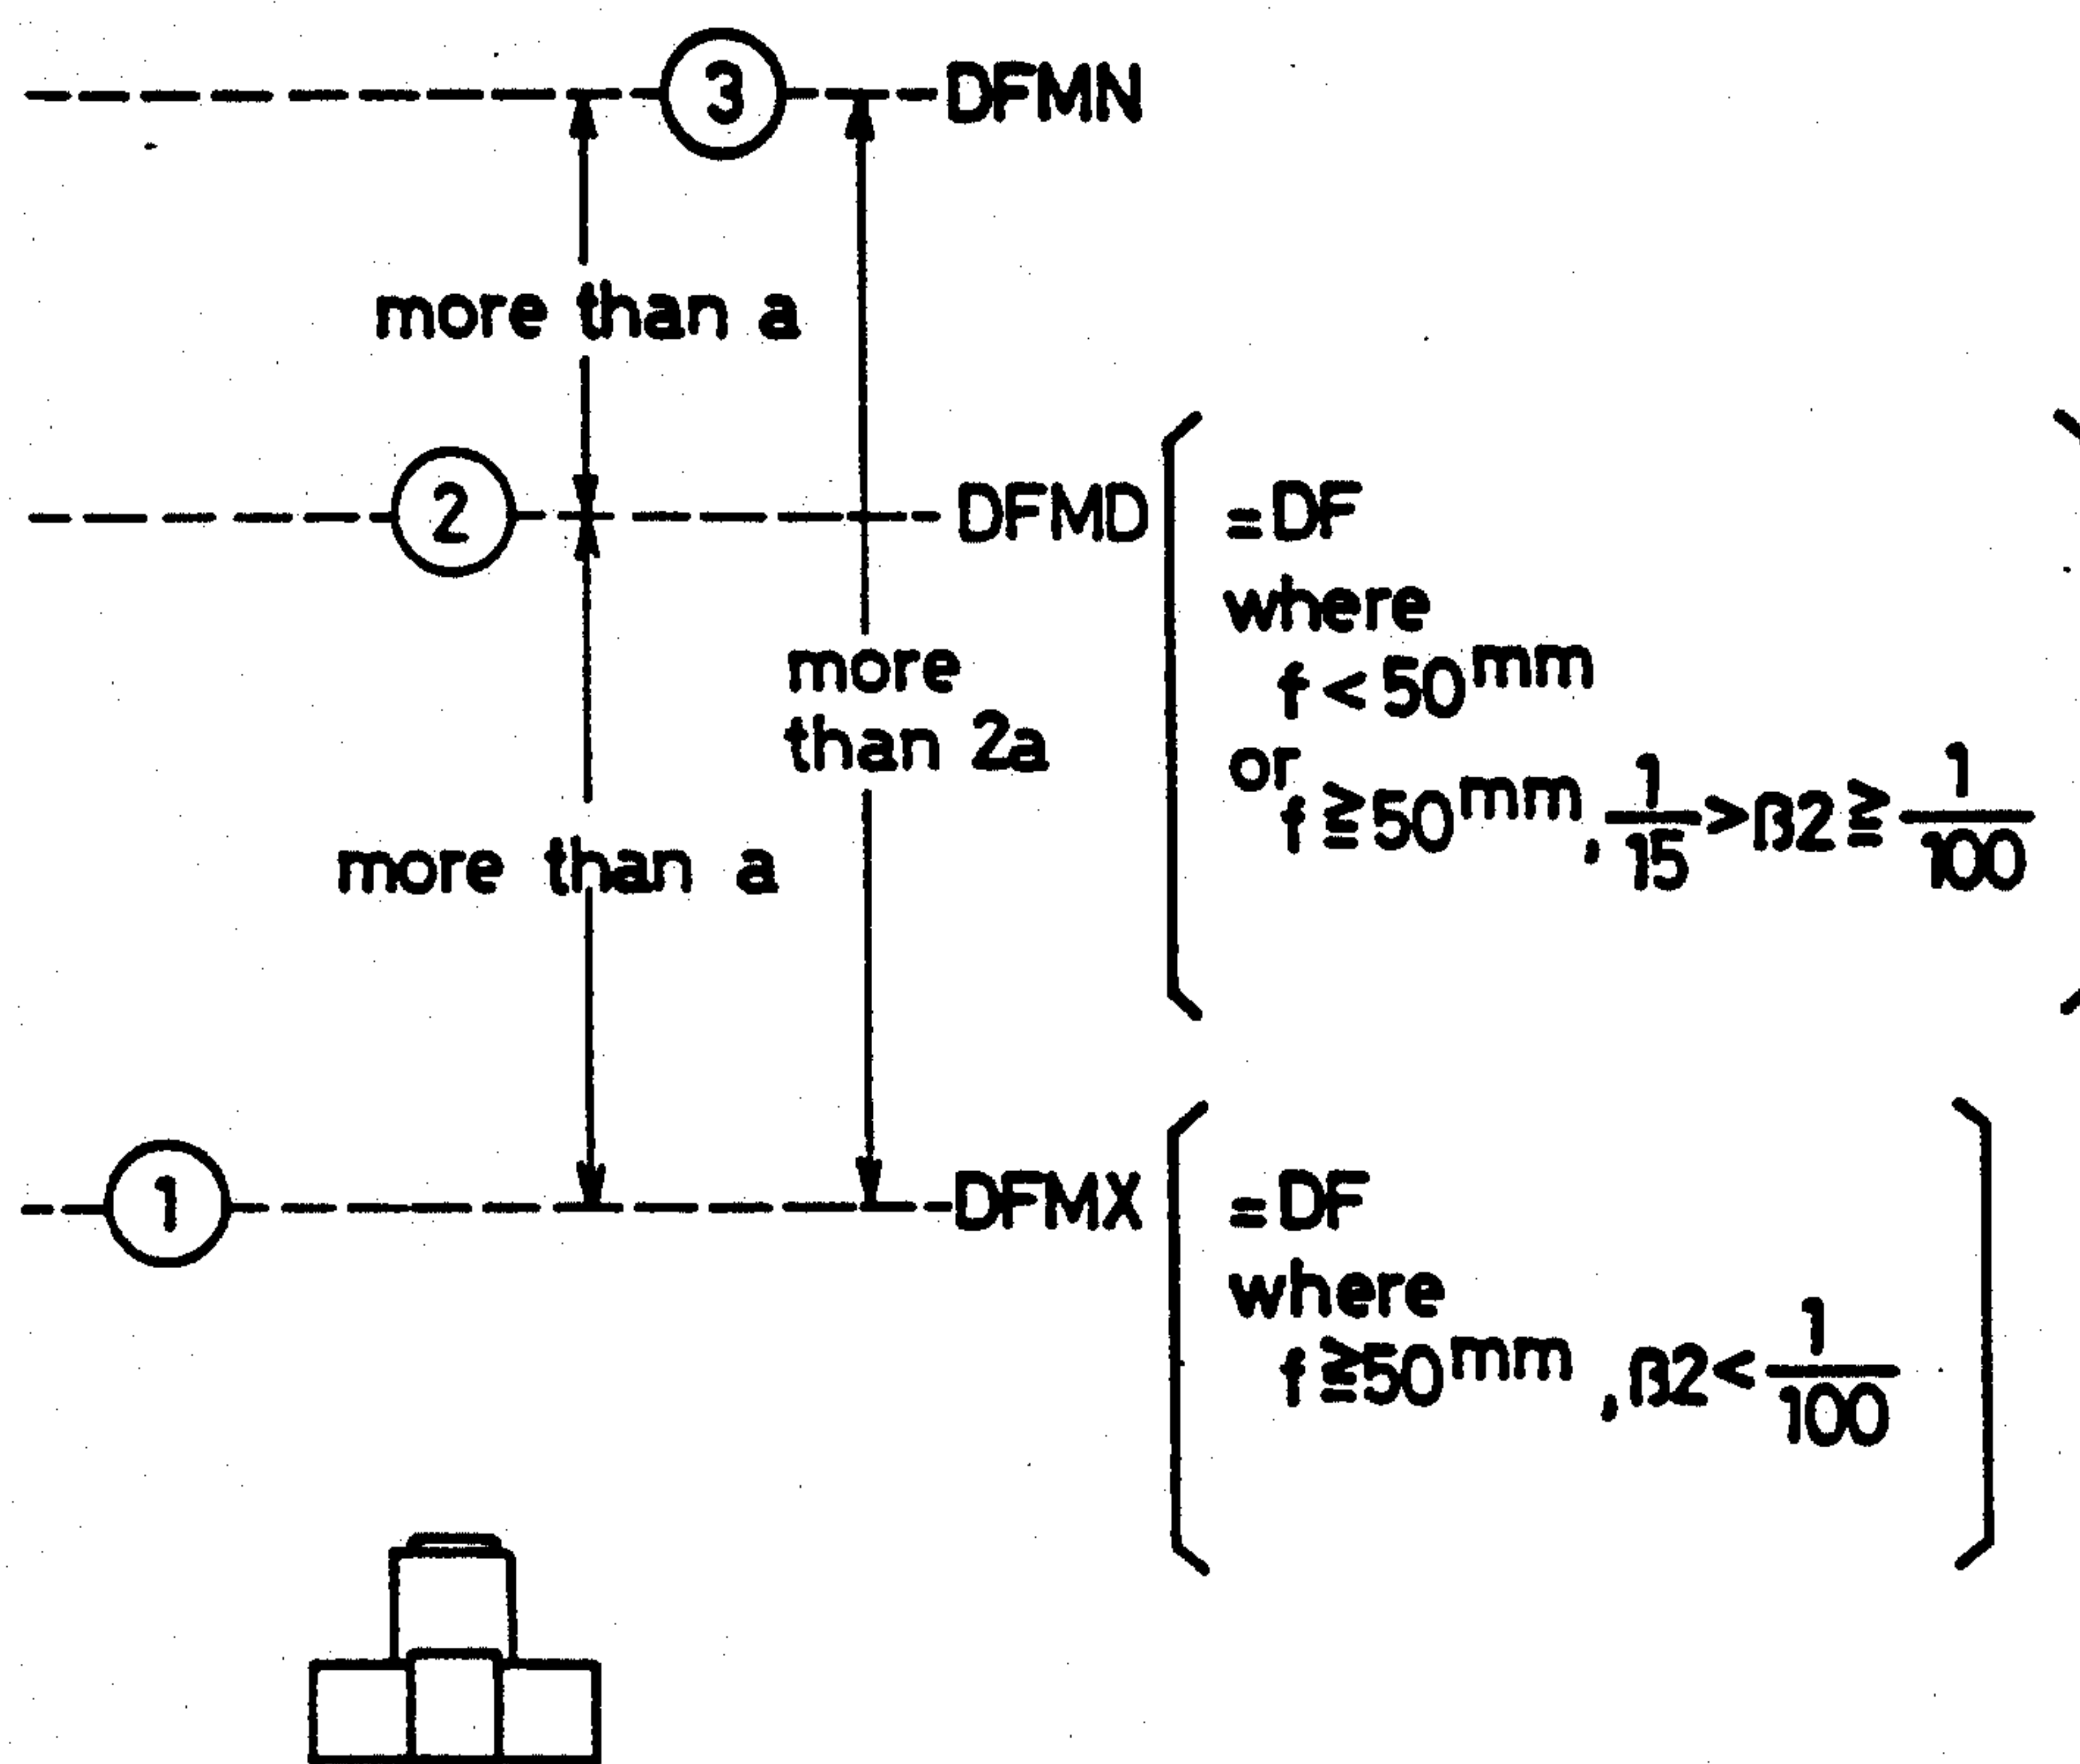 ③ DFMN
more than a
② DFMD
=DF
where
f<50mm
or
f≧50mm, 1/15>β2≧1/100
more
than 2a
more than a
① DFMX
=DF
where
f≧50mm, β2<1/100